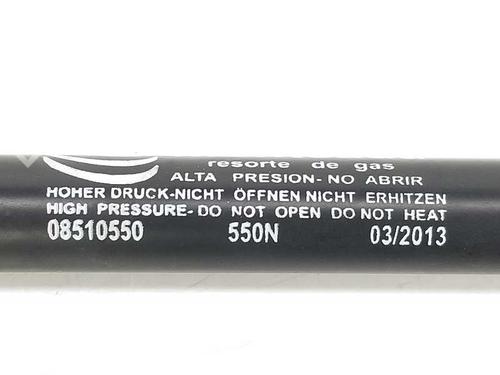 resorte de gas
ALTA PRESION- NO ABRIR
HOHER DRUCK-NICHT ÖFFNEN NICHT ERHITZEN
HIGH PRESSURE- DO NOT OPEN DO NOT HEAT
08510550 550N 03/2013